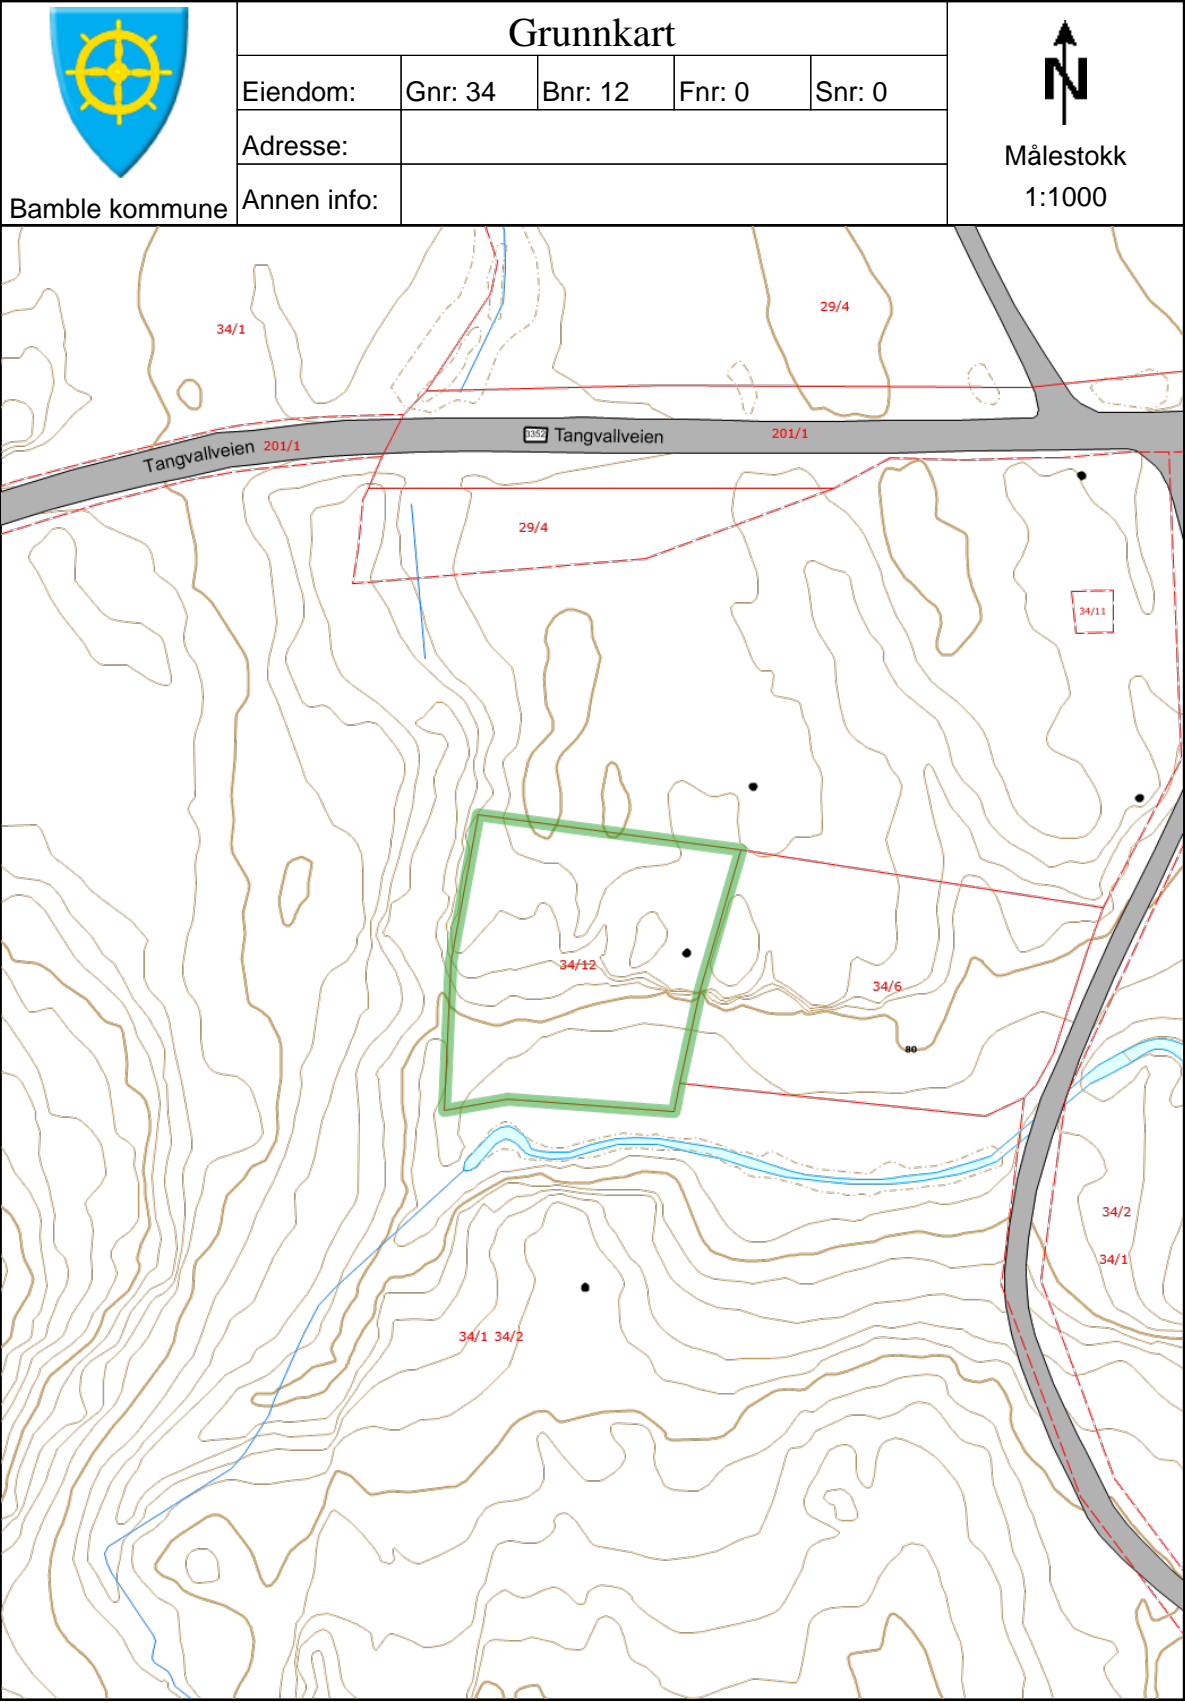 Grunnkart
Eiendom: Gnr: 34 Bnr: 12 Fnr: 0 Snr: 0
Adresse:
Annen info:
Bamble kommune
N
Målestokk
1:1000
34/1
29/4
3352 Tangvallveien
201/1
Tangvallveien 201/1
29/4
34/11
34/12
34/6
80
34/2
34/1
34/1 34/2